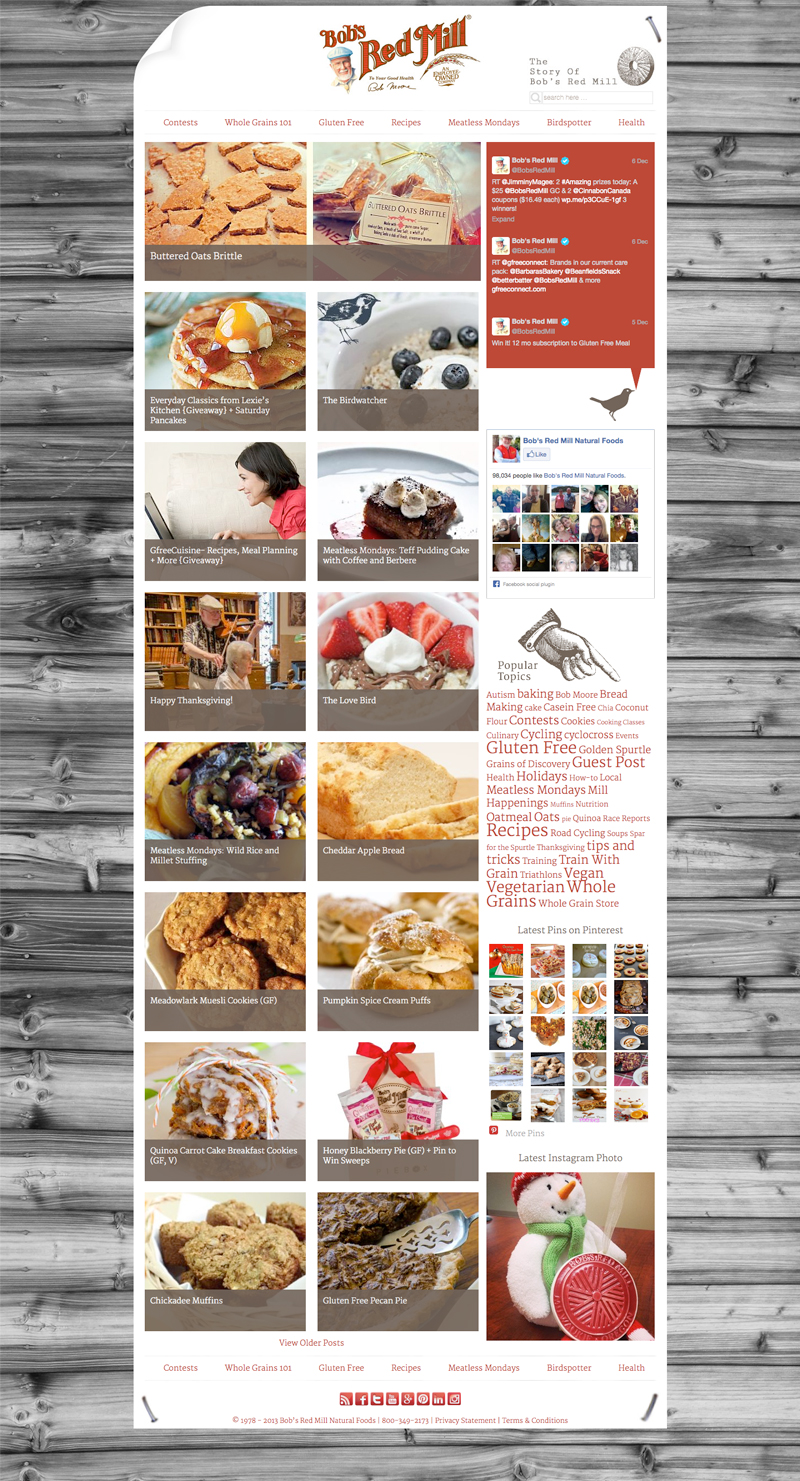 Bob's
Red Mill®
To Your Good Health
Bob Moore
AN
EMPLOYEE-
OWNED
COMPANY
The
Story Of
Bob's Red Mill
search here ...
Contests Whole Grains 101 Gluten Free Recipes Meatless Mondays Birdspotter Health
BUTTERED OATS BRITTLE
Buttered Oats Brittle
Bob's Red Mill 6 Dec
@BobsRedMill
RT @JimminyMagee: 2 #Amazing prizes today: A
$25 @BobsRedMill GC & 2 @CinnabonCanada
coupons ($16.49 each) wp.me/p3CCuE-1gf 3
winners!
Expand
Bob's Red Mill 6 Dec
@BobsRedMill
RT @gfreeconnect: Brands in our current care
pack: @BarbarasBakery @BeanfieldsSnack
@betterbatter @BobsRedMill & more
gfreeconnect.com
Bob's Red Mill 5 Dec
@BobsRedMill
Win it! 12 mo subscription to Gluten Free Meal
Everyday Classics from Lexie's
Kitchen {Giveaway} + Saturday
Pancakes
The Birdwatcher
Bob's Red Mill Natural Foods
Like
98,034 people like Bob's Red Mill Natural Foods.
Facebook social plugin
GfreeCuisine– Recipes, Meal Planning
+ More {Giveaway}
Meatless Mondays: Teff Pudding Cake
with Coffee and Berbere
Happy Thanksgiving!
The Love Bird
Popular
Topics
Autism baking Bob Moore Bread
Making cake Casein Free Chia Coconut
Flour Contests Cookies Cooking Classes
Culinary Cycling cyclocross Events
Gluten Free Golden Spurtle
Grains of Discovery Guest Post
Health Holidays How-to Local
Meatless Mondays Mill
Happenings Muffins Nutrition
Oatmeal Oats pie Quinoa Race Reports
Recipes Road Cycling Soups Spar
for the Spurtle Thanksgiving tips and
tricks Training Train With
Grain Triathlons Vegan
Vegetarian Whole
Grains Whole Grain Store
Meatless Mondays: Wild Rice and
Millet Stuffing
Cheddar Apple Bread
Latest Pins on Pinterest
More Pins
Meadowlark Muesli Cookies (GF)
Pumpkin Spice Cream Puffs
Red Mill
Quinoa Carrot Cake Breakfast Cookies
(GF, V)
Honey Blackberry Pie (GF) + Pin to
Win Sweeps
Latest Instagram Photo
BOB'S RED MILL
Chickadee Muffins
Gluten Free Pecan Pie
View Older Posts
Contests Whole Grains 101 Gluten Free Recipes Meatless Mondays Birdspotter Health
© 1978 - 2013 Bob's Red Mill Natural Foods | 800-349-2173 | Privacy Statement | Terms & Conditions